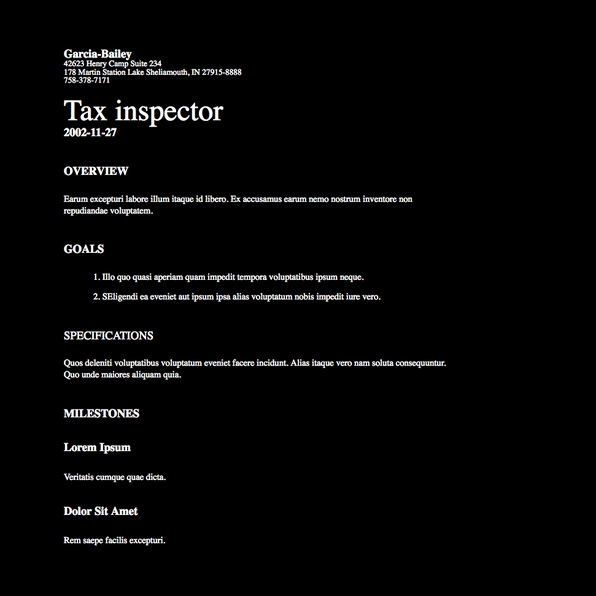 Garcia-Bailey
42623 Henry Camp Suite 234
178 Martin Station Lake Sheliamouth, IN 27915-8888
758-378-7171
Tax inspector
2002-11-27
OVERVIEW
Earum excepturi labore illum itaque id libero. Ex accusamus earum nemo nostrum inventore non
repudiandae voluptatem.
GOALS
1. Illo quo quasi aperiam quam impedit tempora voluptatibus ipsum neque.
2. SEligendi ea eveniet aut ipsum ipsa alias voluptatum nobis impedit iure vero.
SPECIFICATIONS
Quos deleniti voluptatibus voluptatum eveniet facere incidunt. Alias itaque vero nam soluta consequuntur.
Quo unde maiores aliquam quia.
MILESTONES
Lorem Ipsum
Veritatis cumque quae dicta.
Dolor Sit Amet
Rem saepe facilis excepturi.